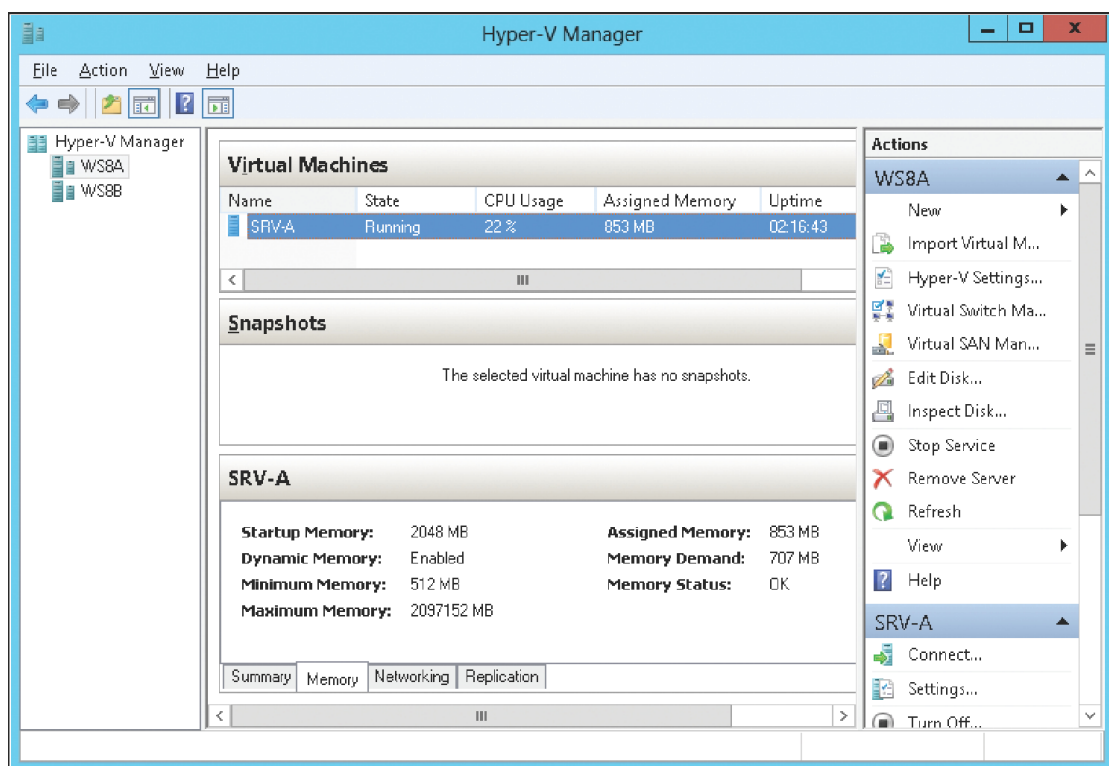 Hyper-V Manager
File Action View Help
Hyper-V Manager
WS8A
WS8B
Virtual Machines
Name State CPU Usage Assigned Memory Uptime
SRV-A Running 22 % 853 MB 02:16:43
Snapshots
The selected virtual machine has no snapshots.
SRV-A
Startup Memory: 2048 MB Assigned Memory: 853 MB
Dynamic Memory: Enabled Memory Demand: 707 MB
Minimum Memory: 512 MB Memory Status: OK
Maximum Memory: 2097152 MB
Summary Memory Networking Replication
Actions
WS8A
New
Import Virtual M...
Hyper-V Settings...
Virtual Switch Ma...
Virtual SAN Man...
Edit Disk...
Inspect Disk...
Stop Service
Remove Server
Refresh
View
Help
SRV-A
Connect...
Settings...
Turn Off...